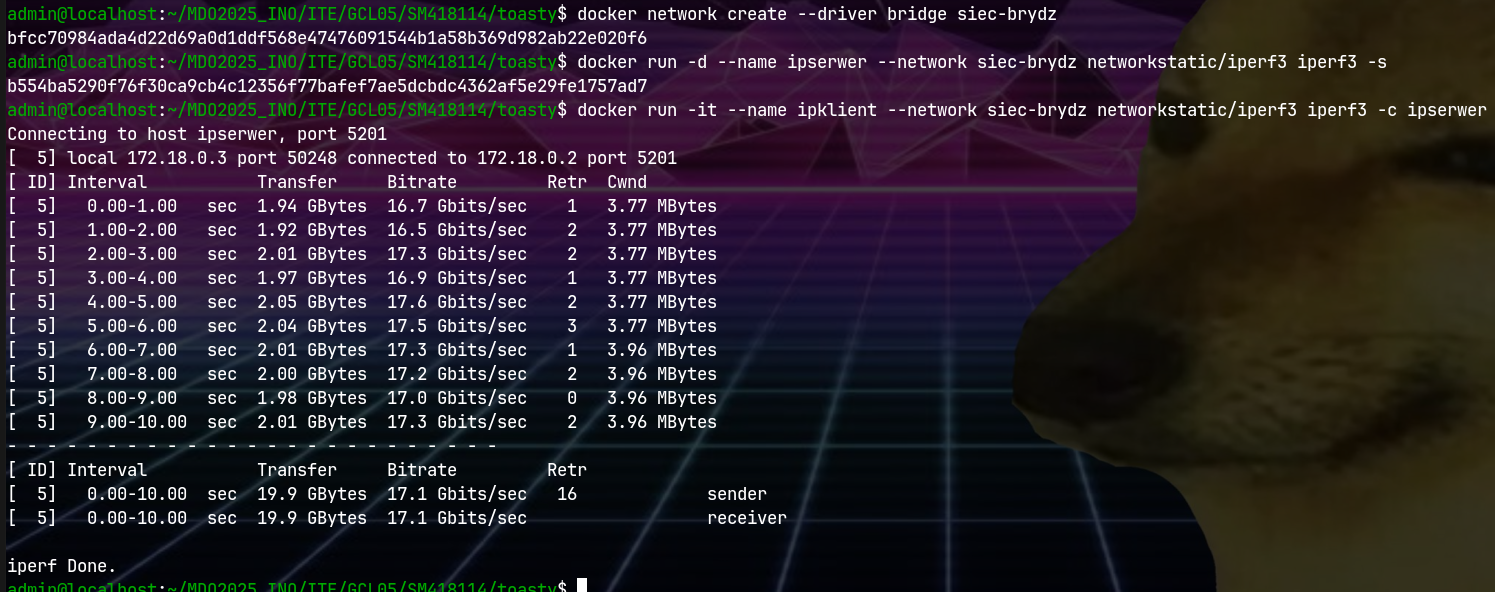 admin@localhost:~/MDO2025_INO/ITE/GCL05/SM418114/toasty$ docker network create --driver bridge siec-brydz
bfcc70984ada4d22d69a0d1ddf568e47476091544b1a58b369d982ab22e020f6
admin@localhost:~/MDO2025_INO/ITE/GCL05/SM418114/toasty$ docker run -d --name ipserwer --network siec-brydz networkstatic/iperf3 iperf3 -s
b554ba5290f76f30ca9cb4c12356f77bafef7ae5dcbdc4362af5e29fe1757ad7
admin@localhost:~/MDO2025_INO/ITE/GCL05/SM418114/toasty$ docker run -it --name ipklient --network siec-brydz networkstatic/iperf3 iperf3 -c ipserwer
Connecting to host ipserwer, port 5201
[  5] local 172.18.0.3 port 50248 connected to 172.18.0.2 port 5201
[ ID] Interval           Transfer     Bitrate         Retr  Cwnd
[  5]   0.00-1.00   sec  1.94 GBytes  16.7 Gbits/sec    1   3.77 MBytes
[  5]   1.00-2.00   sec  1.92 GBytes  16.5 Gbits/sec    2   3.77 MBytes
[  5]   2.00-3.00   sec  2.01 GBytes  17.3 Gbits/sec    2   3.77 MBytes
[  5]   3.00-4.00   sec  1.97 GBytes  16.9 Gbits/sec    1   3.77 MBytes
[  5]   4.00-5.00   sec  2.05 GBytes  17.6 Gbits/sec    2   3.77 MBytes
[  5]   5.00-6.00   sec  2.04 GBytes  17.5 Gbits/sec    3   3.77 MBytes
[  5]   6.00-7.00   sec  2.01 GBytes  17.3 Gbits/sec    1   3.96 MBytes
[  5]   7.00-8.00   sec  2.00 GBytes  17.2 Gbits/sec    2   3.96 MBytes
[  5]   8.00-9.00   sec  1.98 GBytes  17.0 Gbits/sec    0   3.96 MBytes
[  5]   9.00-10.00  sec  2.01 GBytes  17.3 Gbits/sec    2   3.96 MBytes
- - - - - - - - - - - - - - - - - - - - - - - - -
[ ID] Interval           Transfer     Bitrate         Retr
[  5]   0.00-10.00  sec  19.9 GBytes  17.1 Gbits/sec   16             sender
[  5]   0.00-10.00  sec  19.9 GBytes  17.1 Gbits/sec                  receiver
iperf Done.
admin@localhost:~/MDO2025_INO/ITE/GCL05/SM418114/toasty$